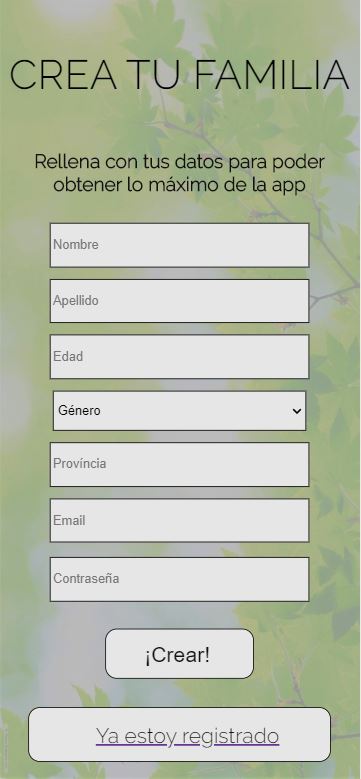 CREA TU FAMILIA
Rellena con tus datos para poder
obtener lo máximo de la app
Nombre
Apellido
Edad
Género
Província
Email
Contraseña
¡Crear!
Ya estoy registrado